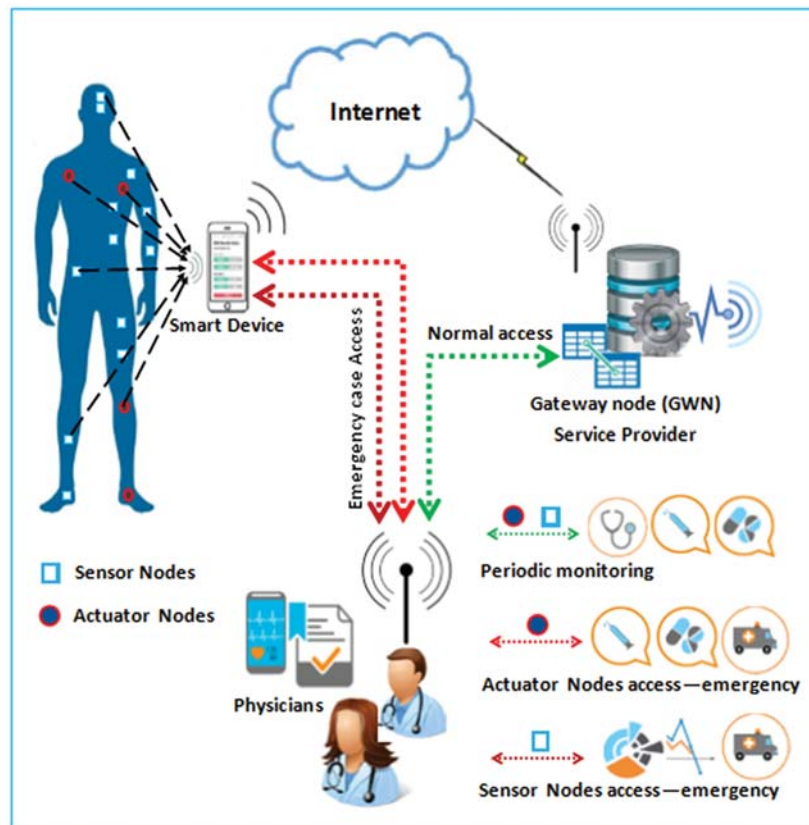 Internet
Smart Device
Emergency case Access
Normal access
Gateway node (GWN)
Service Provider
Sensor Nodes
Actuator Nodes
Physicians
Periodic monitoring
Actuator Nodes access—emergency
Sensor Nodes access—emergency